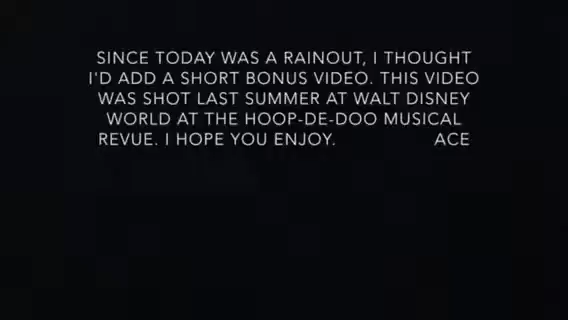 SINCE TODAY WAS A RAINOUT, I THOUGHT
I'D ADD A SHORT BONUS VIDEO. THIS VIDEO
WAS SHOT LAST SUMMER AT WALT DISNEY
WORLD AT THE HOOP-DE-DOO MUSICAL
REVUE. I HOPE YOU ENJOY. ACE